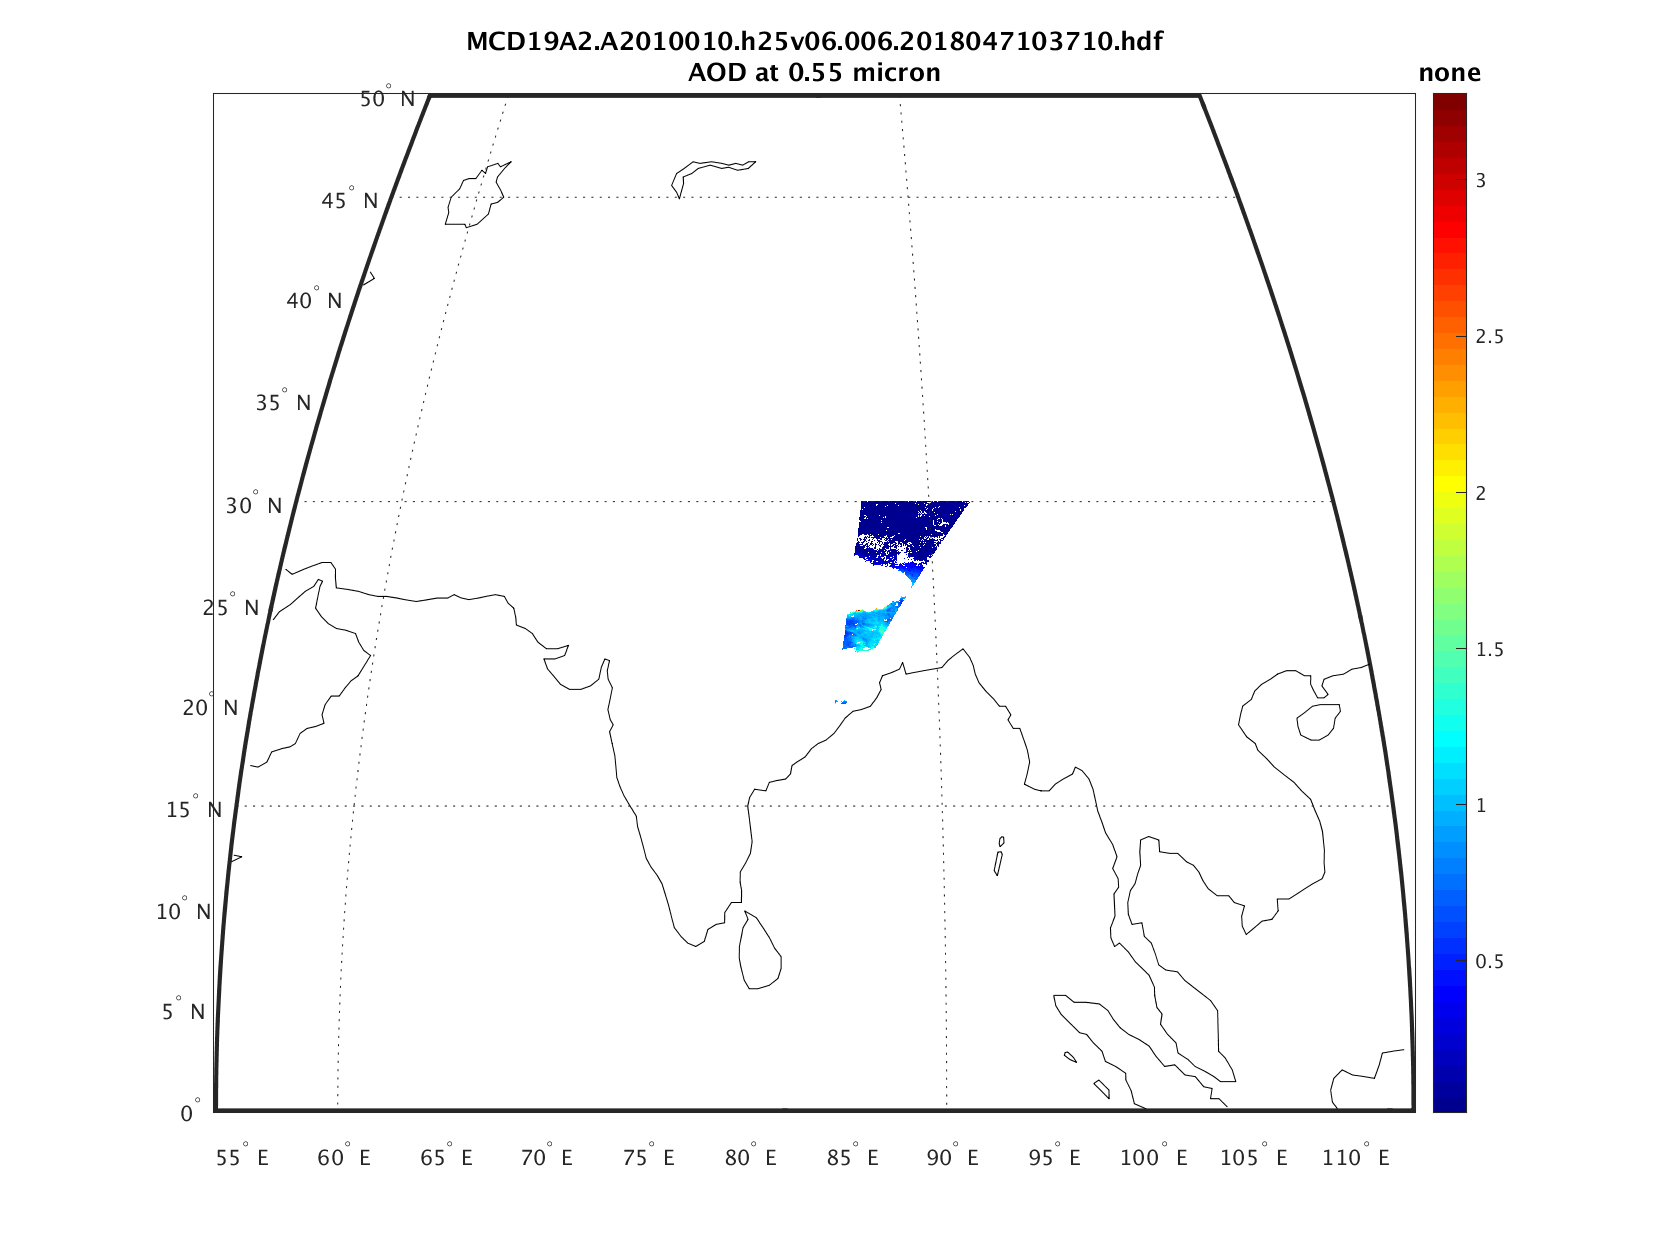 MCD19A2.A2010010.h25v06.006.2018047103710.hdf
AOD at 0.55 micron
none
50° N
45° N
40° N
35° N
30° N
25° N
20° N
15° N
10° N
5° N
0°
55° E 60° E 65° E 70° E 75° E 80° E 85° E 90° E 95° E 100° E 105° E 110° E
3
2.5
2
1.5
1
0.5